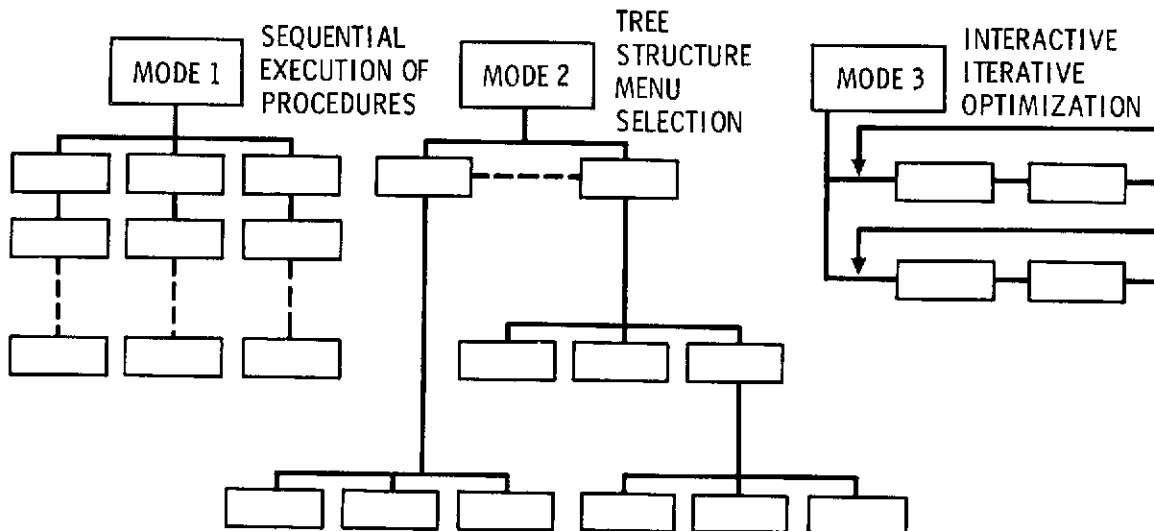 MODE 1
SEQUENTIAL
EXECUTION OF
PROCEDURES
MODE 2
TREE
STRUCTURE
MENU
SELECTION
MODE 3
INTERACTIVE
ITERATIVE
OPTIMIZATION